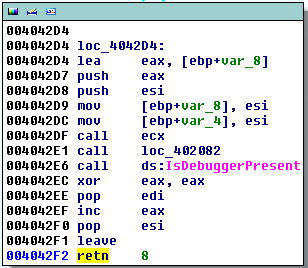 004042D4
004042D4 loc_4042D4:
004042D4 lea     eax, [ebp+var_8]
004042D7 push    eax
004042D8 push    esi
004042D9 mov     [ebp+var_8], esi
004042DC mov     [ebp+var_4], esi
004042DF call    ecx
004042E1 call    loc_402082
004042E6 call    ds:IsDebuggerPresent
004042EC xor     eax, eax
004042EE pop     edi
004042EF inc     eax
004042F0 pop     esi
004042F1 leave
004042F2 retn    8